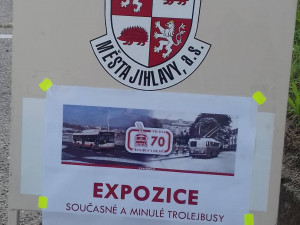 MĚSTA JIHLAVY, a.s.
70
EXPOZICE
SOUČASNÉ A MINULÉ TROLEJBUSY